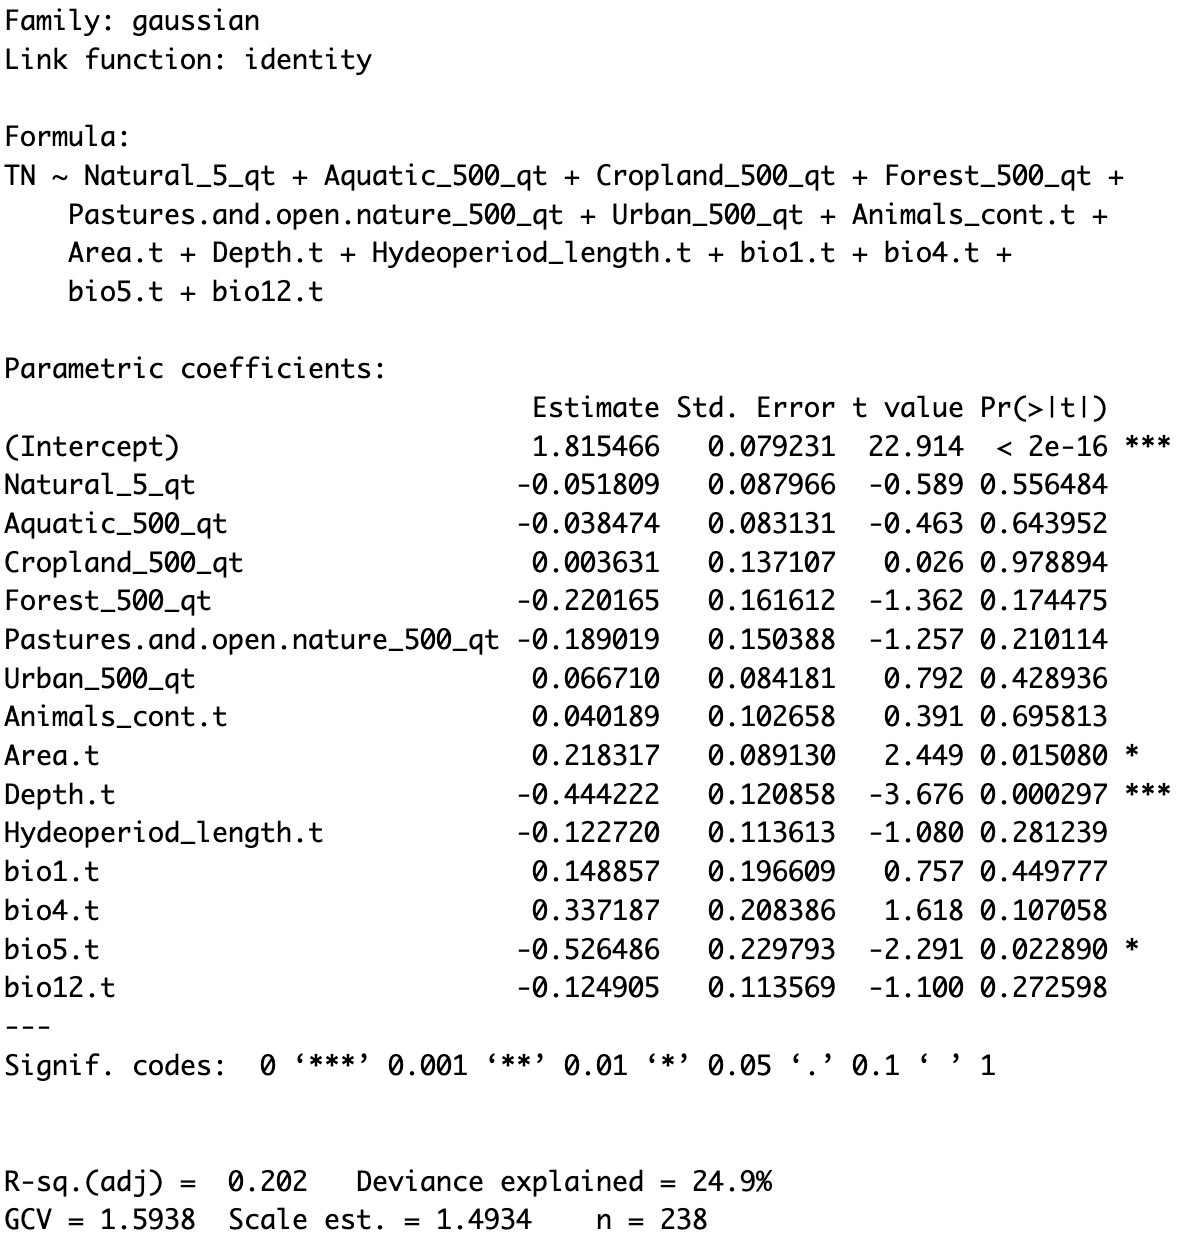 Family: gaussian
Link function: identity

Formula:
TN ~ Natural_5_qt + Aquatic_500_qt + Cropland_500_qt + Forest_500_qt +
    Pastures.and.open.nature_500_qt + Urban_500_qt + Animals_cont.t +
    Area.t + Depth.t + Hydeoperiod_length.t + bio1.t + bio4.t +
    bio5.t + bio12.t

Parametric coefficients:
                                 Estimate Std. Error t value Pr(>|t|)
(Intercept)                      1.815466   0.079231  22.914  < 2e-16 ***
Natural_5_qt                    -0.051809   0.087966  -0.589 0.556484
Aquatic_500_qt                  -0.038474   0.083131  -0.463 0.643952
Cropland_500_qt                  0.003631   0.137107   0.026 0.978894
Forest_500_qt                   -0.220165   0.161612  -1.362 0.174475
Pastures.and.open.nature_500_qt -0.189019   0.150388  -1.257 0.210114
Urban_500_qt                     0.066710   0.084181   0.792 0.428936
Animals_cont.t                   0.040189   0.102658   0.391 0.695813
Area.t                           0.218317   0.089130   2.449 0.015080 *
Depth.t                         -0.444222   0.120858  -3.676 0.000297 ***
Hydeoperiod_length.t            -0.122720   0.113613  -1.080 0.281239
bio1.t                           0.148857   0.196609   0.757 0.449777
bio4.t                           0.337187   0.208386   1.618 0.107058
bio5.t                          -0.526486   0.229793  -2.291 0.022890 *
bio12.t                         -0.124905   0.113569  -1.100 0.272598
---
Signif. codes:  0 ‘***’ 0.001 ‘**’ 0.01 ‘*’ 0.05 ‘.’ 0.1 ‘ ’ 1

R-sq.(adj) =  0.202   Deviance explained = 24.9%
GCV = 1.5938  Scale est. = 1.4934    n = 238